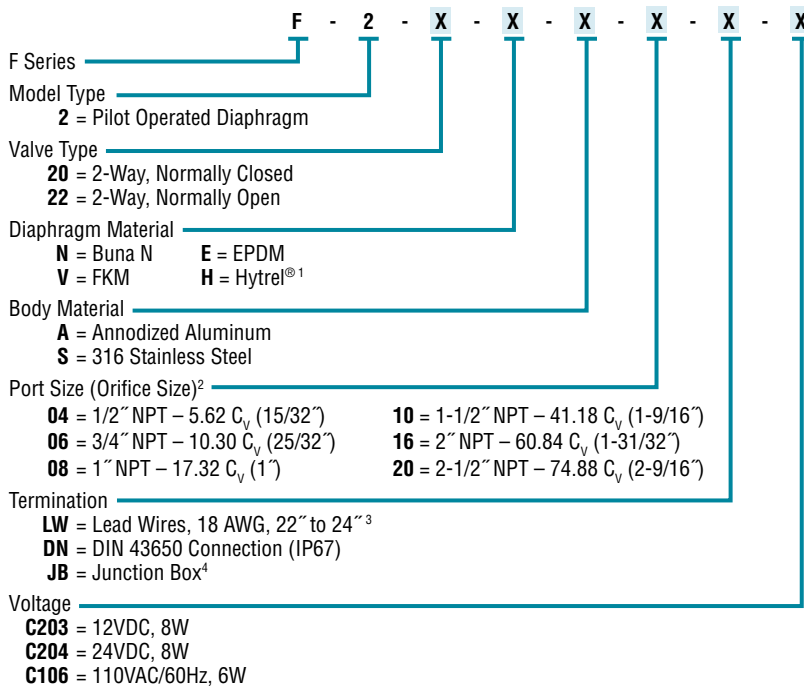 F - 2 - X - X - X - X - X - X
F Series
Model Type
2 = Pilot Operated Diaphragm
Valve Type
20 = 2-Way, Normally Closed
22 = 2-Way, Normally Open
Diaphragm Material
N = Buna N E = EPDM
V = FKM H = Hytrel® 1
Body Material
A = Annodized Aluminum
S = 316 Stainless Steel
Port Size (Orifice Size)2
04 = 1/2˝ NPT – 5.62 CV (15/32˝) 10 = 1-1/2˝ NPT – 41.18 CV (1-9/16˝)
06 = 3/4˝ NPT – 10.30 CV (25/32˝) 16 = 2˝ NPT – 60.84 CV (1-31/32˝)
08 = 1˝ NPT – 17.32 CV (1˝) 20 = 2-1/2˝ NPT – 74.88 CV (2-9/16˝)
Termination
LW = Lead Wires, 18 AWG, 22˝ to 24˝ 3
DN = DIN 43650 Connection (IP67)
JB = Junction Box4
Voltage
C203 = 12VDC, 8W
C204 = 24VDC, 8W
C106 = 110VAC/60Hz, 6W